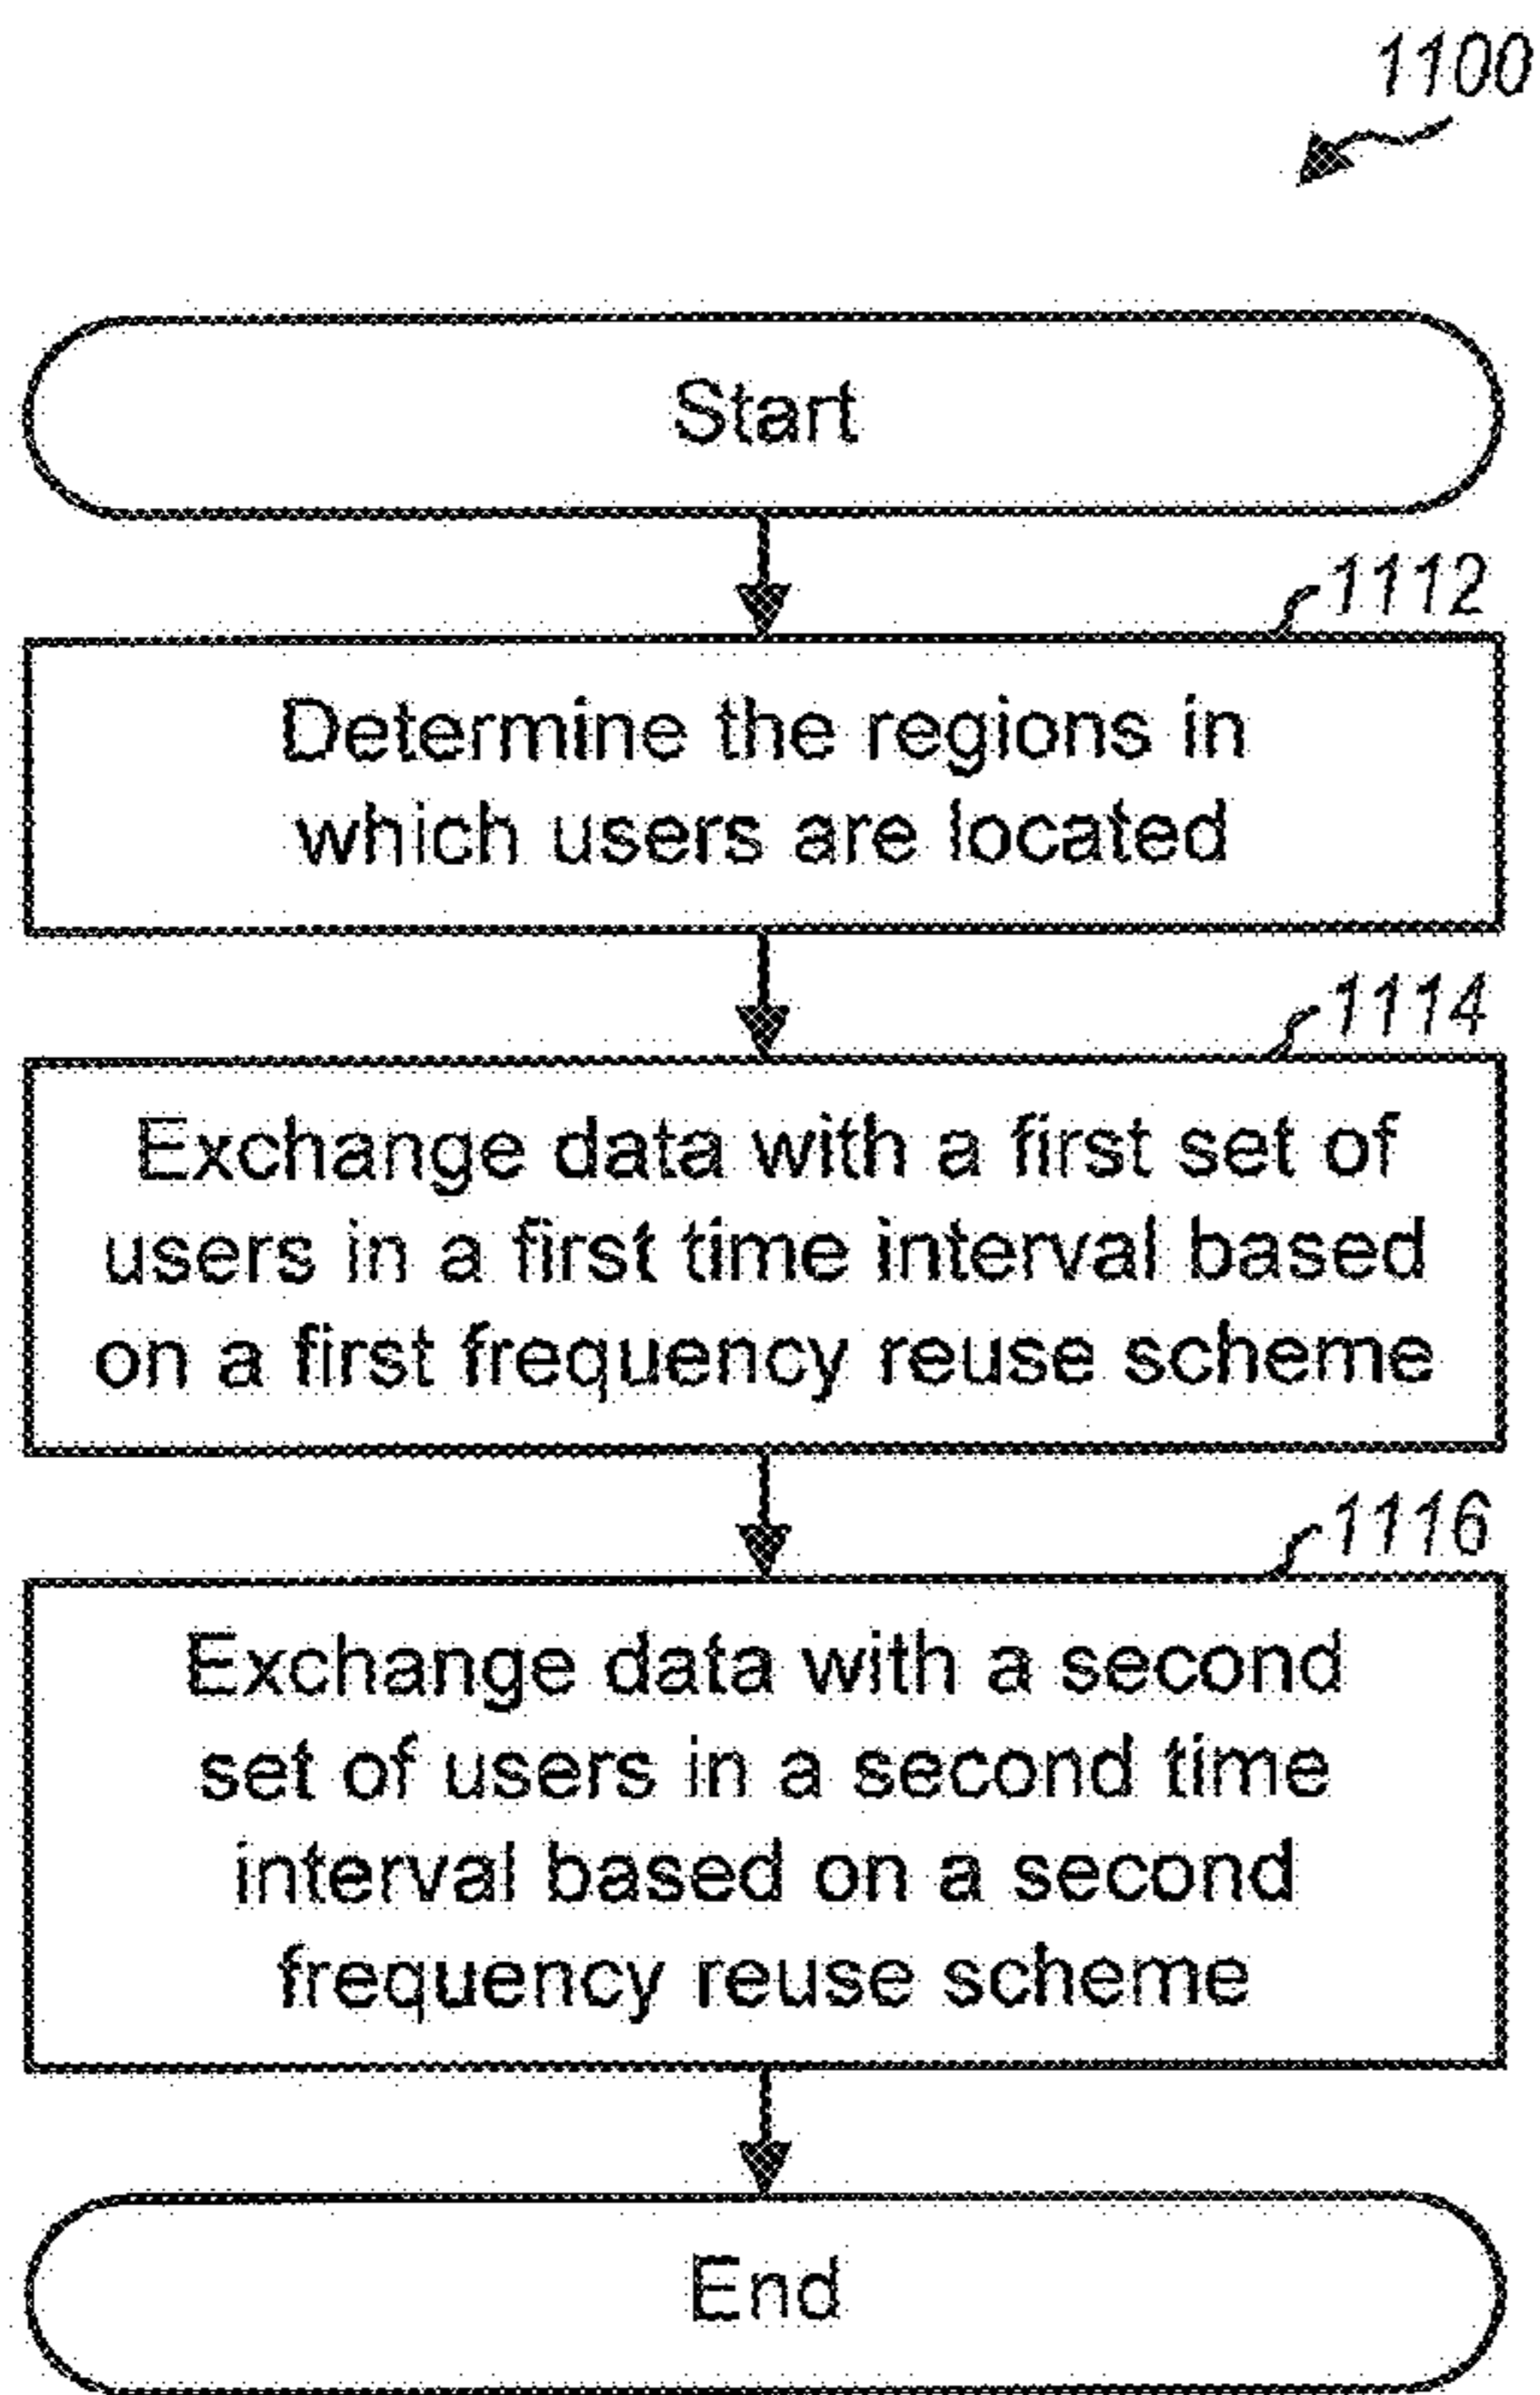 1100
Start
1112
Determine the regions in
which users are located
1114
Exchange data with a first set of
users in a first time interval based
on a first frequency reuse scheme
1116
Exchange data with a second
set of users in a second time
interval based on a second
frequency reuse scheme
End